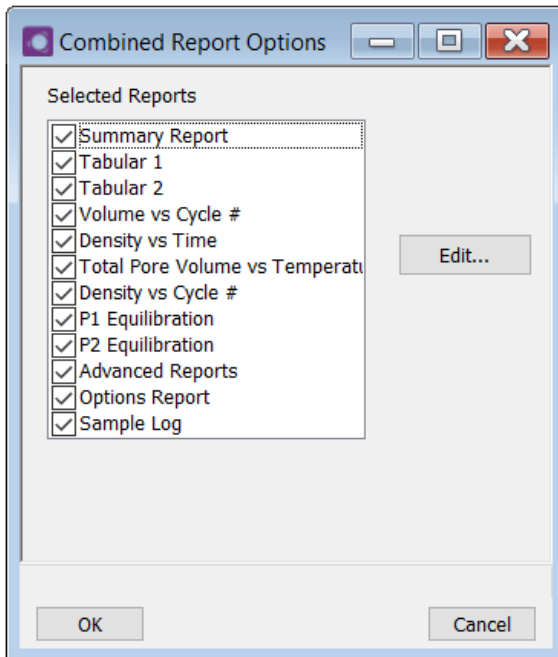 Combined Report Options
Selected Reports
Summary Report
Tabular 1
Tabular 2
Volume vs Cycle #
Density vs Time
Total Pore Volume vs Temperatu
Density vs Cycle #
P1 Equilibration
P2 Equilibration
Advanced Reports
Options Report
Sample Log
Edit...
OK
Cancel